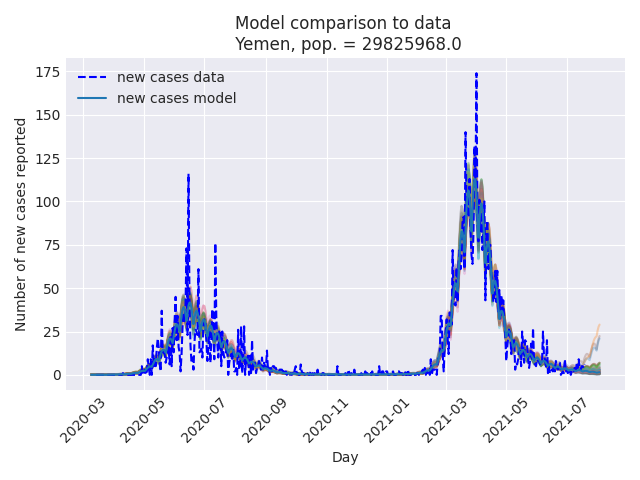 Model comparison to data
Yemen, pop. = 29825968.0
new cases data
new cases model
Number of new cases reported
175
150
125
100
75
50
25
0
2020-03
2020-05
2020-07
2020-09
2020-11
2021-01
2021-03
2021-05
2021-07
Day